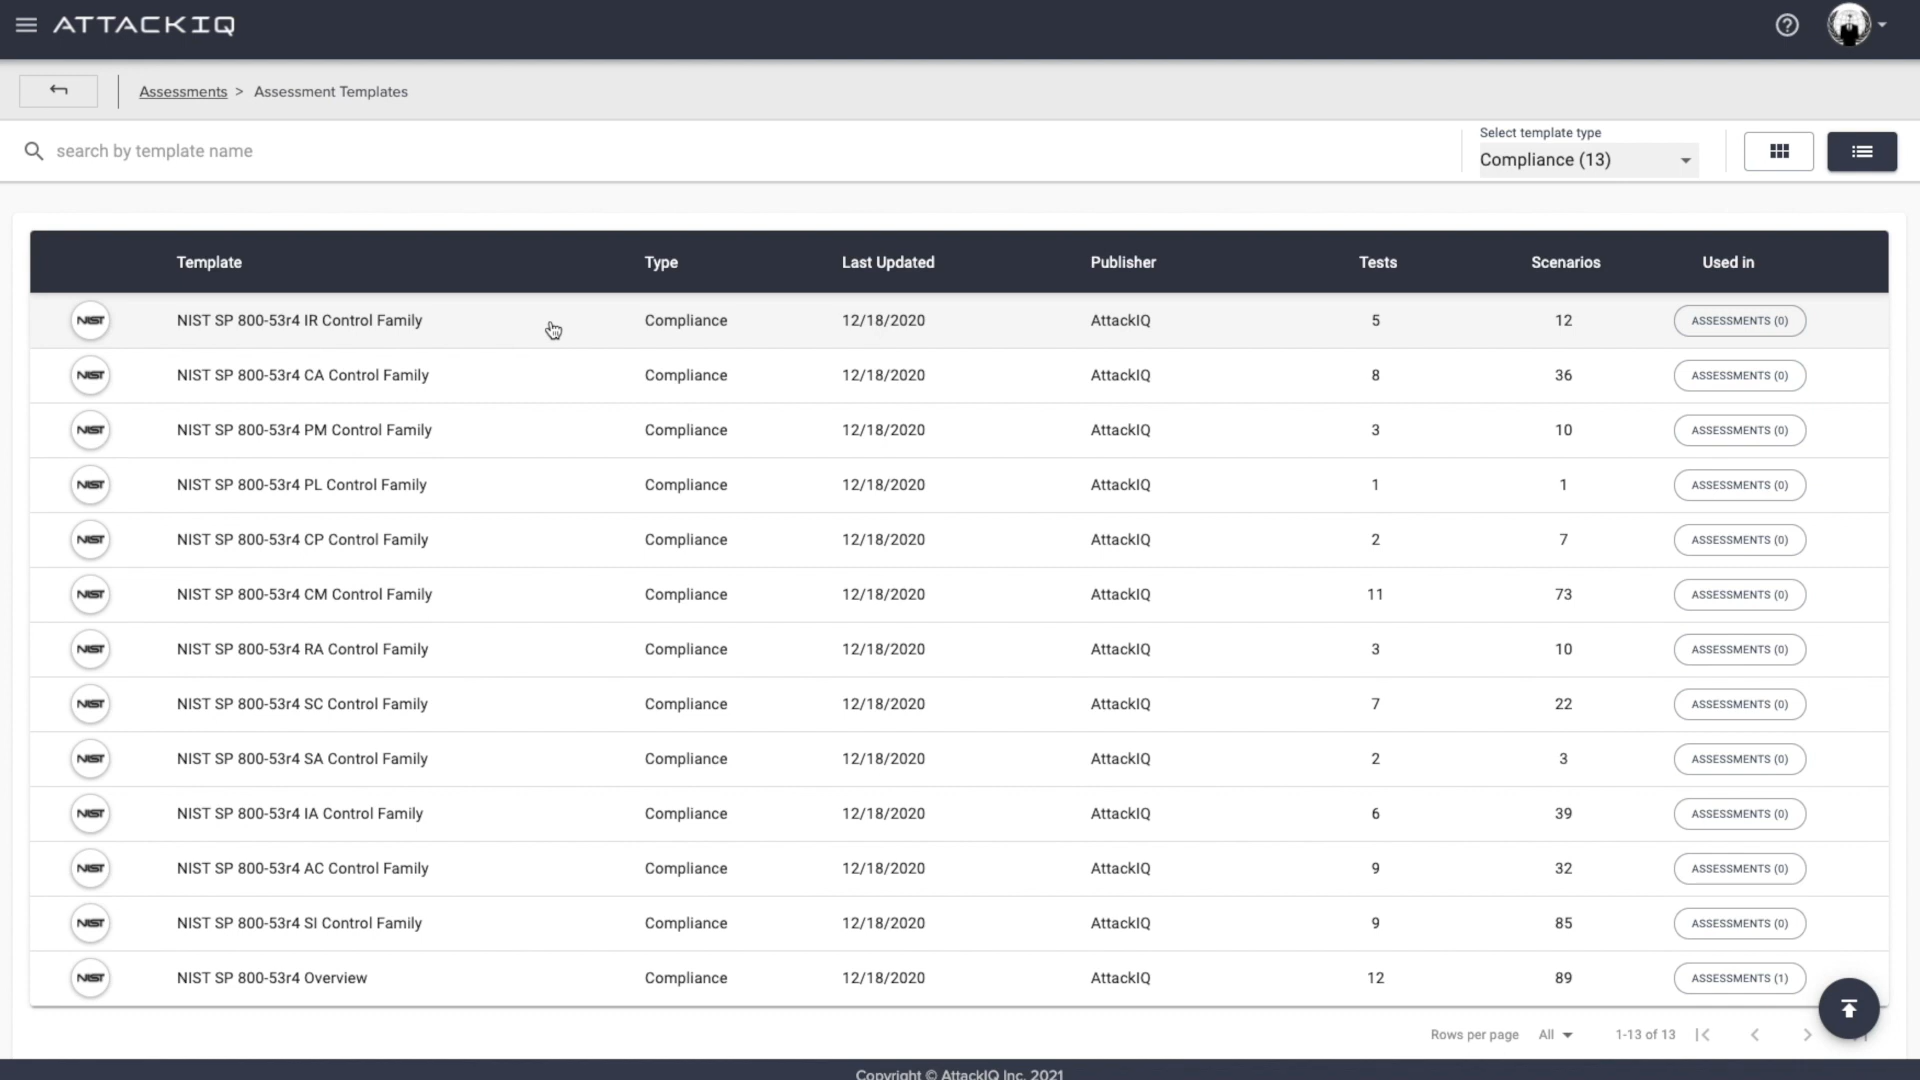 ATTACKIQ
Assessments > Assessment Templates
search by template name
Select template type
Compliance (13)
Template Type Last Updated Publisher Tests Scenarios Used in
NIST NIST SP 800-53r4 IR Control Family Compliance 12/18/2020 AttackIQ 5 12 ASSESSMENTS (0)
NIST NIST SP 800-53r4 CA Control Family Compliance 12/18/2020 AttackIQ 8 36 ASSESSMENTS (0)
NIST NIST SP 800-53r4 PM Control Family Compliance 12/18/2020 AttackIQ 3 10 ASSESSMENTS (0)
NIST NIST SP 800-53r4 PL Control Family Compliance 12/18/2020 AttackIQ 1 1 ASSESSMENTS (0)
NIST NIST SP 800-53r4 CP Control Family Compliance 12/18/2020 AttackIQ 2 7 ASSESSMENTS (0)
NIST NIST SP 800-53r4 CM Control Family Compliance 12/18/2020 AttackIQ 11 73 ASSESSMENTS (0)
NIST NIST SP 800-53r4 RA Control Family Compliance 12/18/2020 AttackIQ 3 10 ASSESSMENTS (0)
NIST NIST SP 800-53r4 SC Control Family Compliance 12/18/2020 AttackIQ 7 22 ASSESSMENTS (0)
NIST NIST SP 800-53r4 SA Control Family Compliance 12/18/2020 AttackIQ 2 3 ASSESSMENTS (0)
NIST NIST SP 800-53r4 IA Control Family Compliance 12/18/2020 AttackIQ 6 39 ASSESSMENTS (0)
NIST NIST SP 800-53r4 AC Control Family Compliance 12/18/2020 AttackIQ 9 32 ASSESSMENTS (0)
NIST NIST SP 800-53r4 SI Control Family Compliance 12/18/2020 AttackIQ 9 85 ASSESSMENTS (0)
NIST NIST SP 800-53r4 Overview Compliance 12/18/2020 AttackIQ 12 89 ASSESSMENTS (1)
Rows per page All 1-13 of 13
Copyright © AttackIQ Inc. 2021